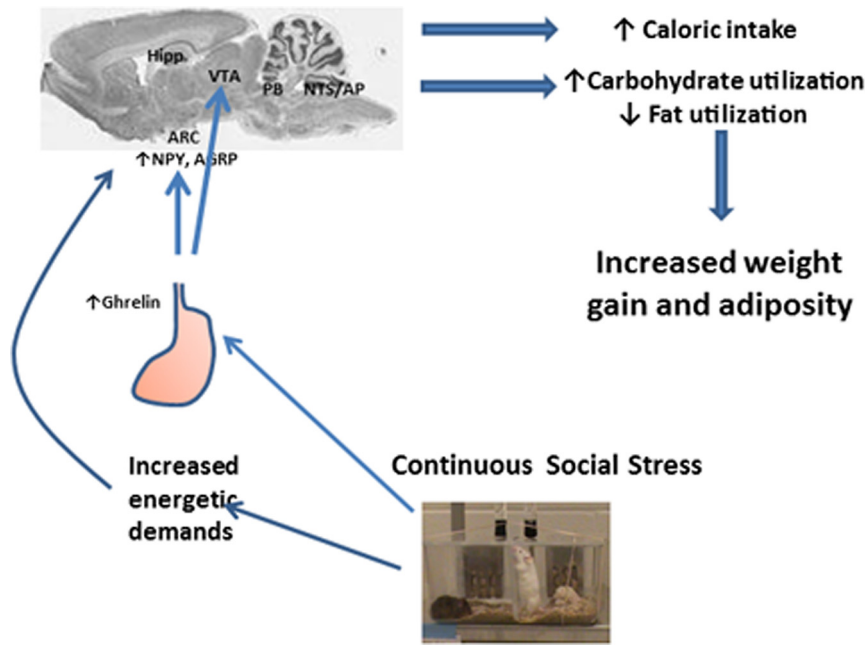 Hipp.
VTA
PB
NTS/AP
ARC
↑NPY, AGRP
↑ Caloric intake
↑Carbohydrate utilization
↓ Fat utilization
Increased weight
gain and adiposity
↑Ghrelin
Increased
energetic
demands
Continuous Social Stress